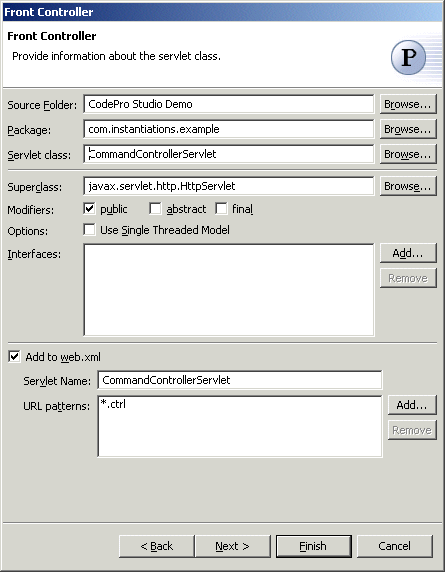 Front Controller
Front Controller
Provide information about the servlet class.
P
Source Folder: CodePro Studio Demo Browse...
Package: com.instantiations.example Browse...
Servlet class: CommandControllerServlet Browse...
Superclass: javax.servlet.http.HttpServlet Browse...
Modifiers: public abstract final
Options: Use Single Threaded Model
Interfaces: Add...
Remove
Add to web.xml
Servlet Name: CommandControllerServlet
URL patterns: *.ctrl Add...
Remove
< Back Next > Finish Cancel